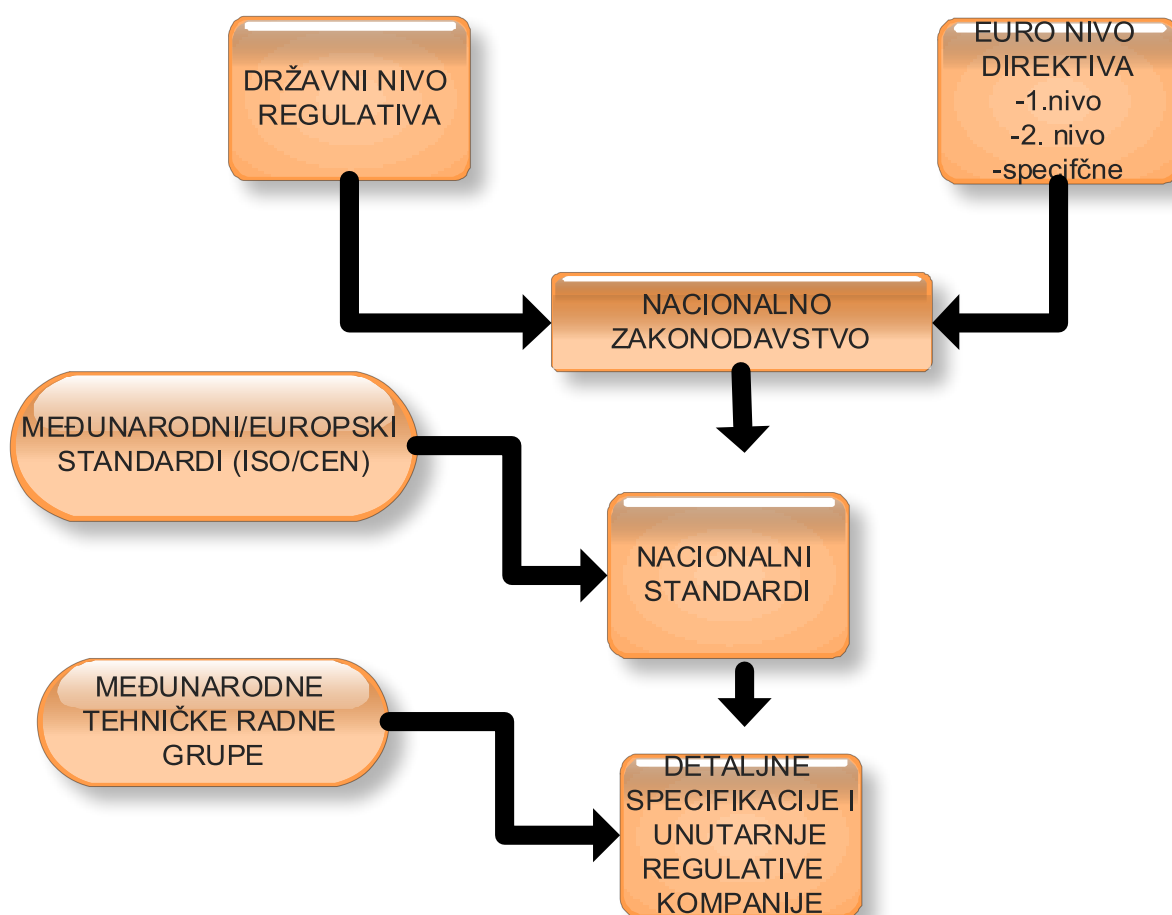 DRŽAVNI NIVO
REGULATIVA
EURO NIVO
DIREKTIVA
-1.nivo
-2. nivo
-specifčne
NACIONALNO
ZAKONODAVSTVO
MEĐUNARODNI/EUROPSKI
STANDARDI (ISO/CEN)
NACIONALNI
STANDARDI
MEĐUNARODNE
TEHNIČKE RADNE
GRUPE
DETALJNE
SPECIFIKACIJE I
UNUTARNJE
REGULATIVE
KOMPANIJE